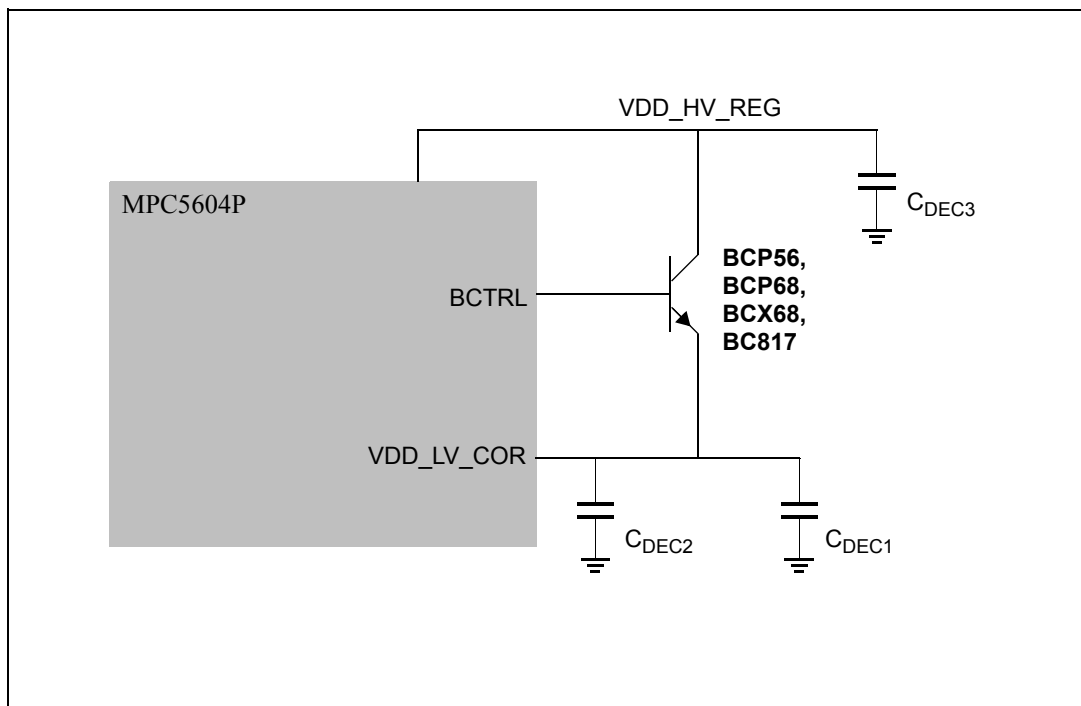 VDD_HV_REG
MPC5604P
CDEC3
BCP56,
BCP68,
BCX68,
BC817
BCTRL
VDD_LV_COR
CDEC2
CDEC1